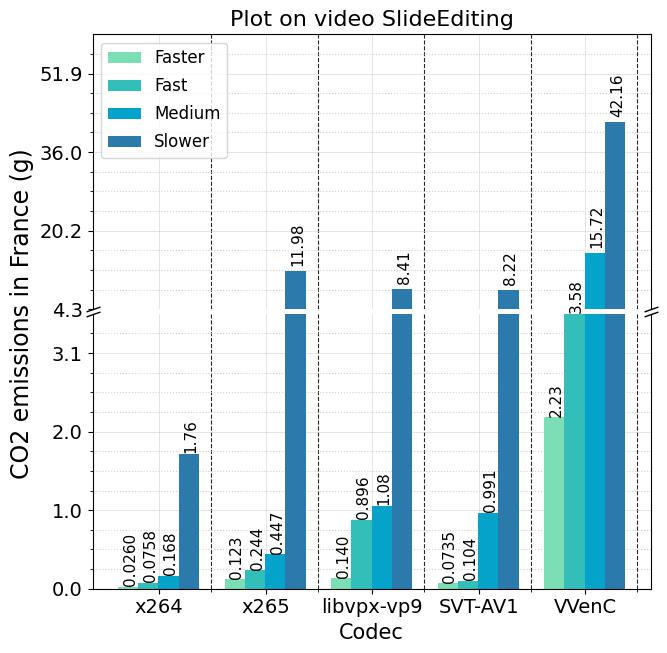 Plot on video SlideEditing
Faster
Fast
Medium
Slower
CO2 emissions in France (g)
51.9
36.0
20.2
4.3
4.3
3.1
2.0
1.0
0.0
0.0260
0.0758
0.168
1.76
0.123
0.244
0.447
11.98
0.140
0.896
1.08
8.41
0.0735
0.104
0.991
8.22
2.23
3.58
15.72
42.16
x264
x265
libvpx-vp9
SVT-AV1
VVenC
Codec